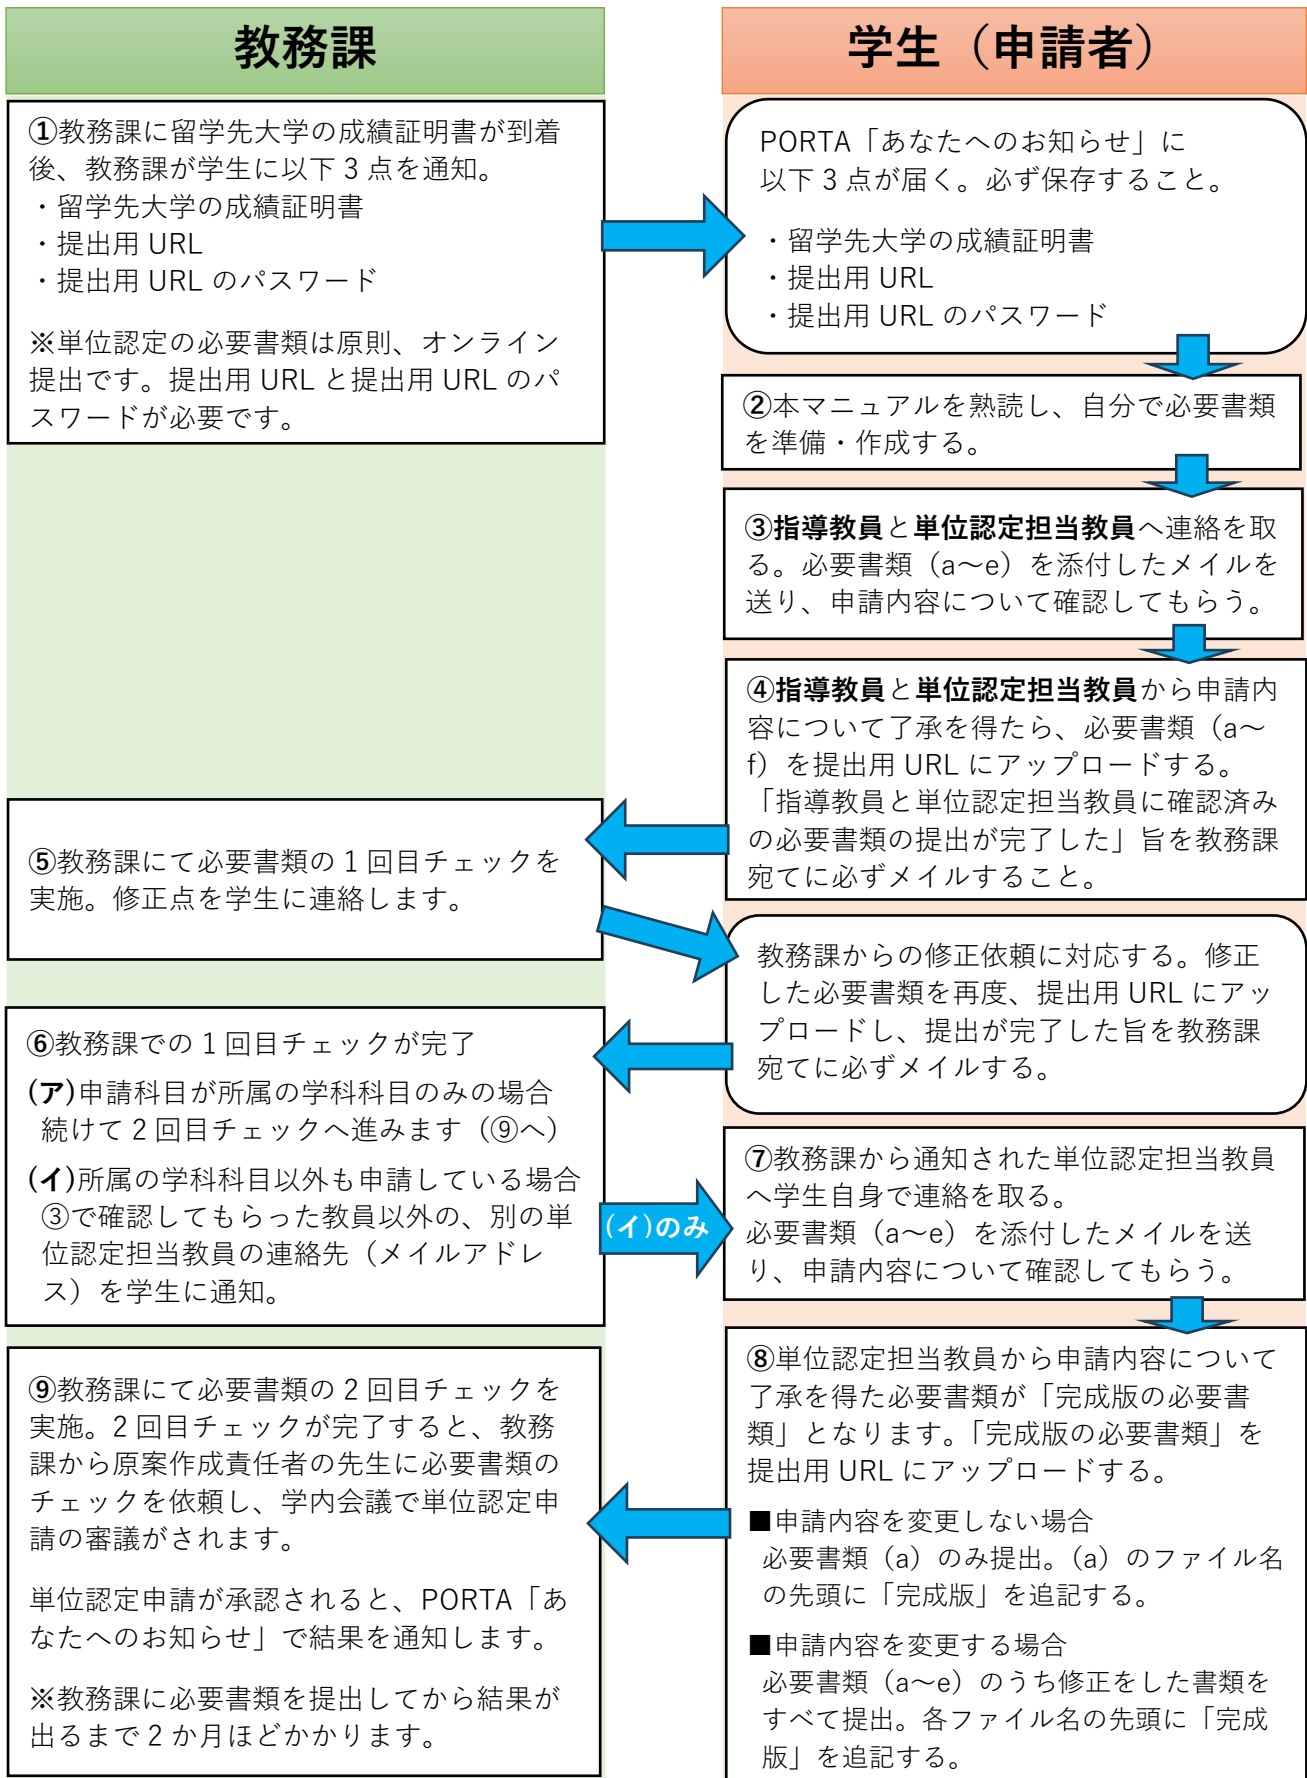 教務課
学生（申請者）
①教務課に留学先大学の成績証明書が到着
後、教務課が学生に以下 3 点を通知。
・留学先大学の成績証明書
・提出用 URL
・提出用 URL のパスワード
※単位認定の必要書類は原則、オンライン
提出です。提出用 URL と提出用 URL のパ
スワードが必要です。
PORTA「あなたへのお知らせ」に
以下 3 点が届く。必ず保存すること。
・留学先大学の成績証明書
・提出用 URL
・提出用 URL のパスワード
②本マニュアルを熟読し、自分で必要書類
を準備・作成する。
③指導教員と単位認定担当教員へ連絡を取
る。必要書類（a～e）を添付したメイルを
送り、申請内容について確認してもらう。
④指導教員と単位認定担当教員から申請内
容について了承を得たら、必要書類（a～
f）を提出用 URL にアップロードする。
「指導教員と単位認定担当教員に確認済み
の必要書類の提出が完了した」旨を教務課
宛てに必ずメイルすること。
⑤教務課にて必要書類の 1 回目チェックを
実施。修正点を学生に連絡します。
教務課からの修正依頼に対応する。修正
した必要書類を再度、提出用 URL にアッ
プロードし、提出が完了した旨を教務課
宛てに必ずメイルする。
⑥教務課での 1 回目チェックが完了
(ア)申請科目が所属の学科科目のみの場合
続けて 2 回目チェックへ進みます（⑨へ）
(イ)所属の学科科目以外も申請している場合
③で確認してもらった教員以外の、別の単
位認定担当教員の連絡先（メイルアドレ
ス）を学生に通知。
(イ)のみ
⑦教務課から通知された単位認定担当教員
へ学生自身で連絡を取る。
必要書類（a～e）を添付したメイルを送
り、申請内容について確認してもらう。
⑧単位認定担当教員から申請内容について
了承を得た必要書類が「完成版の必要書
類」となります。「完成版の必要書類」を
提出用 URL にアップロードする。
■申請内容を変更しない場合
必要書類（a）のみ提出。（a）のファイル名
の先頭に「完成版」を追記する。
■申請内容を変更する場合
必要書類（a～e）のうち修正をした書類を
すべて提出。各ファイル名の先頭に「完成
版」を追記する。
⑨教務課にて必要書類の 2 回目チェックを
実施。2 回目チェックが完了すると、教務
課から原案作成責任者の先生に必要書類の
チェックを依頼し、学内会議で単位認定申
請の審議がされます。
単位認定申請が承認されると、PORTA「あ
なたへのお知らせ」で結果を通知します。
※教務課に必要書類を提出してから結果が
出るまで 2 か月ほどかかります。